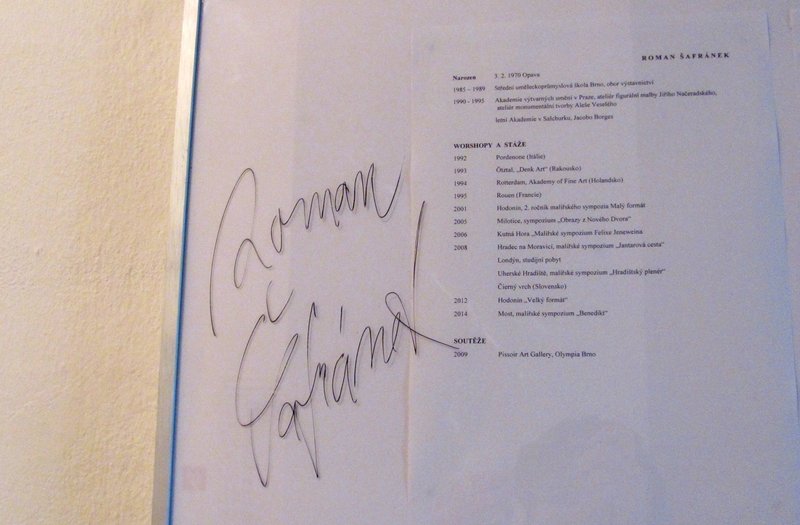 Roman
Šafránek
ROMAN ŠAFRÁNEK
Narozen 3. 2. 1970 Opava
1985 – 1989 Střední uměleckoprůmyslová škola Brno, obor výstavnictví
1990 - 1995 Akademie výtvarných umění v Praze, ateliér figurální malby Jiřího Načeradského,
ateliér monumentální tvorby Aleše Veselého
letní Akademie v Salcburku, Jacobo Borges
WORSHOPY A STÁŽE
1992 Pordenone (Itálie)
1993 Ötztal, „Denk Art“ (Rakousko)
1994 Rotterdam, Akademy of Fine Art (Holandsko)
1995 Rouen (Francie)
2001 Hodonín, 2. ročník malířského sympozia Malý formát
2005 Milotice, symposium „Obrazy z Nového Dvora“
2006 Kutná Hora „Malířské sympozium Felixe Jeneweina
2008 Hradec na Moravicí, malířské sympozium „Jantarová cesta“
Londýn, studijní pobyt
Uherské Hradiště, malířské sympozium „Hradištský plenér“
Čierný vrch (Slovensko)
2012 Hodonín „Velký formát“
2014 Most, malířské sympozium „Benedikt“
SOUTĚŽE
2009 Pissoir Art Gallery, Olympia Brno